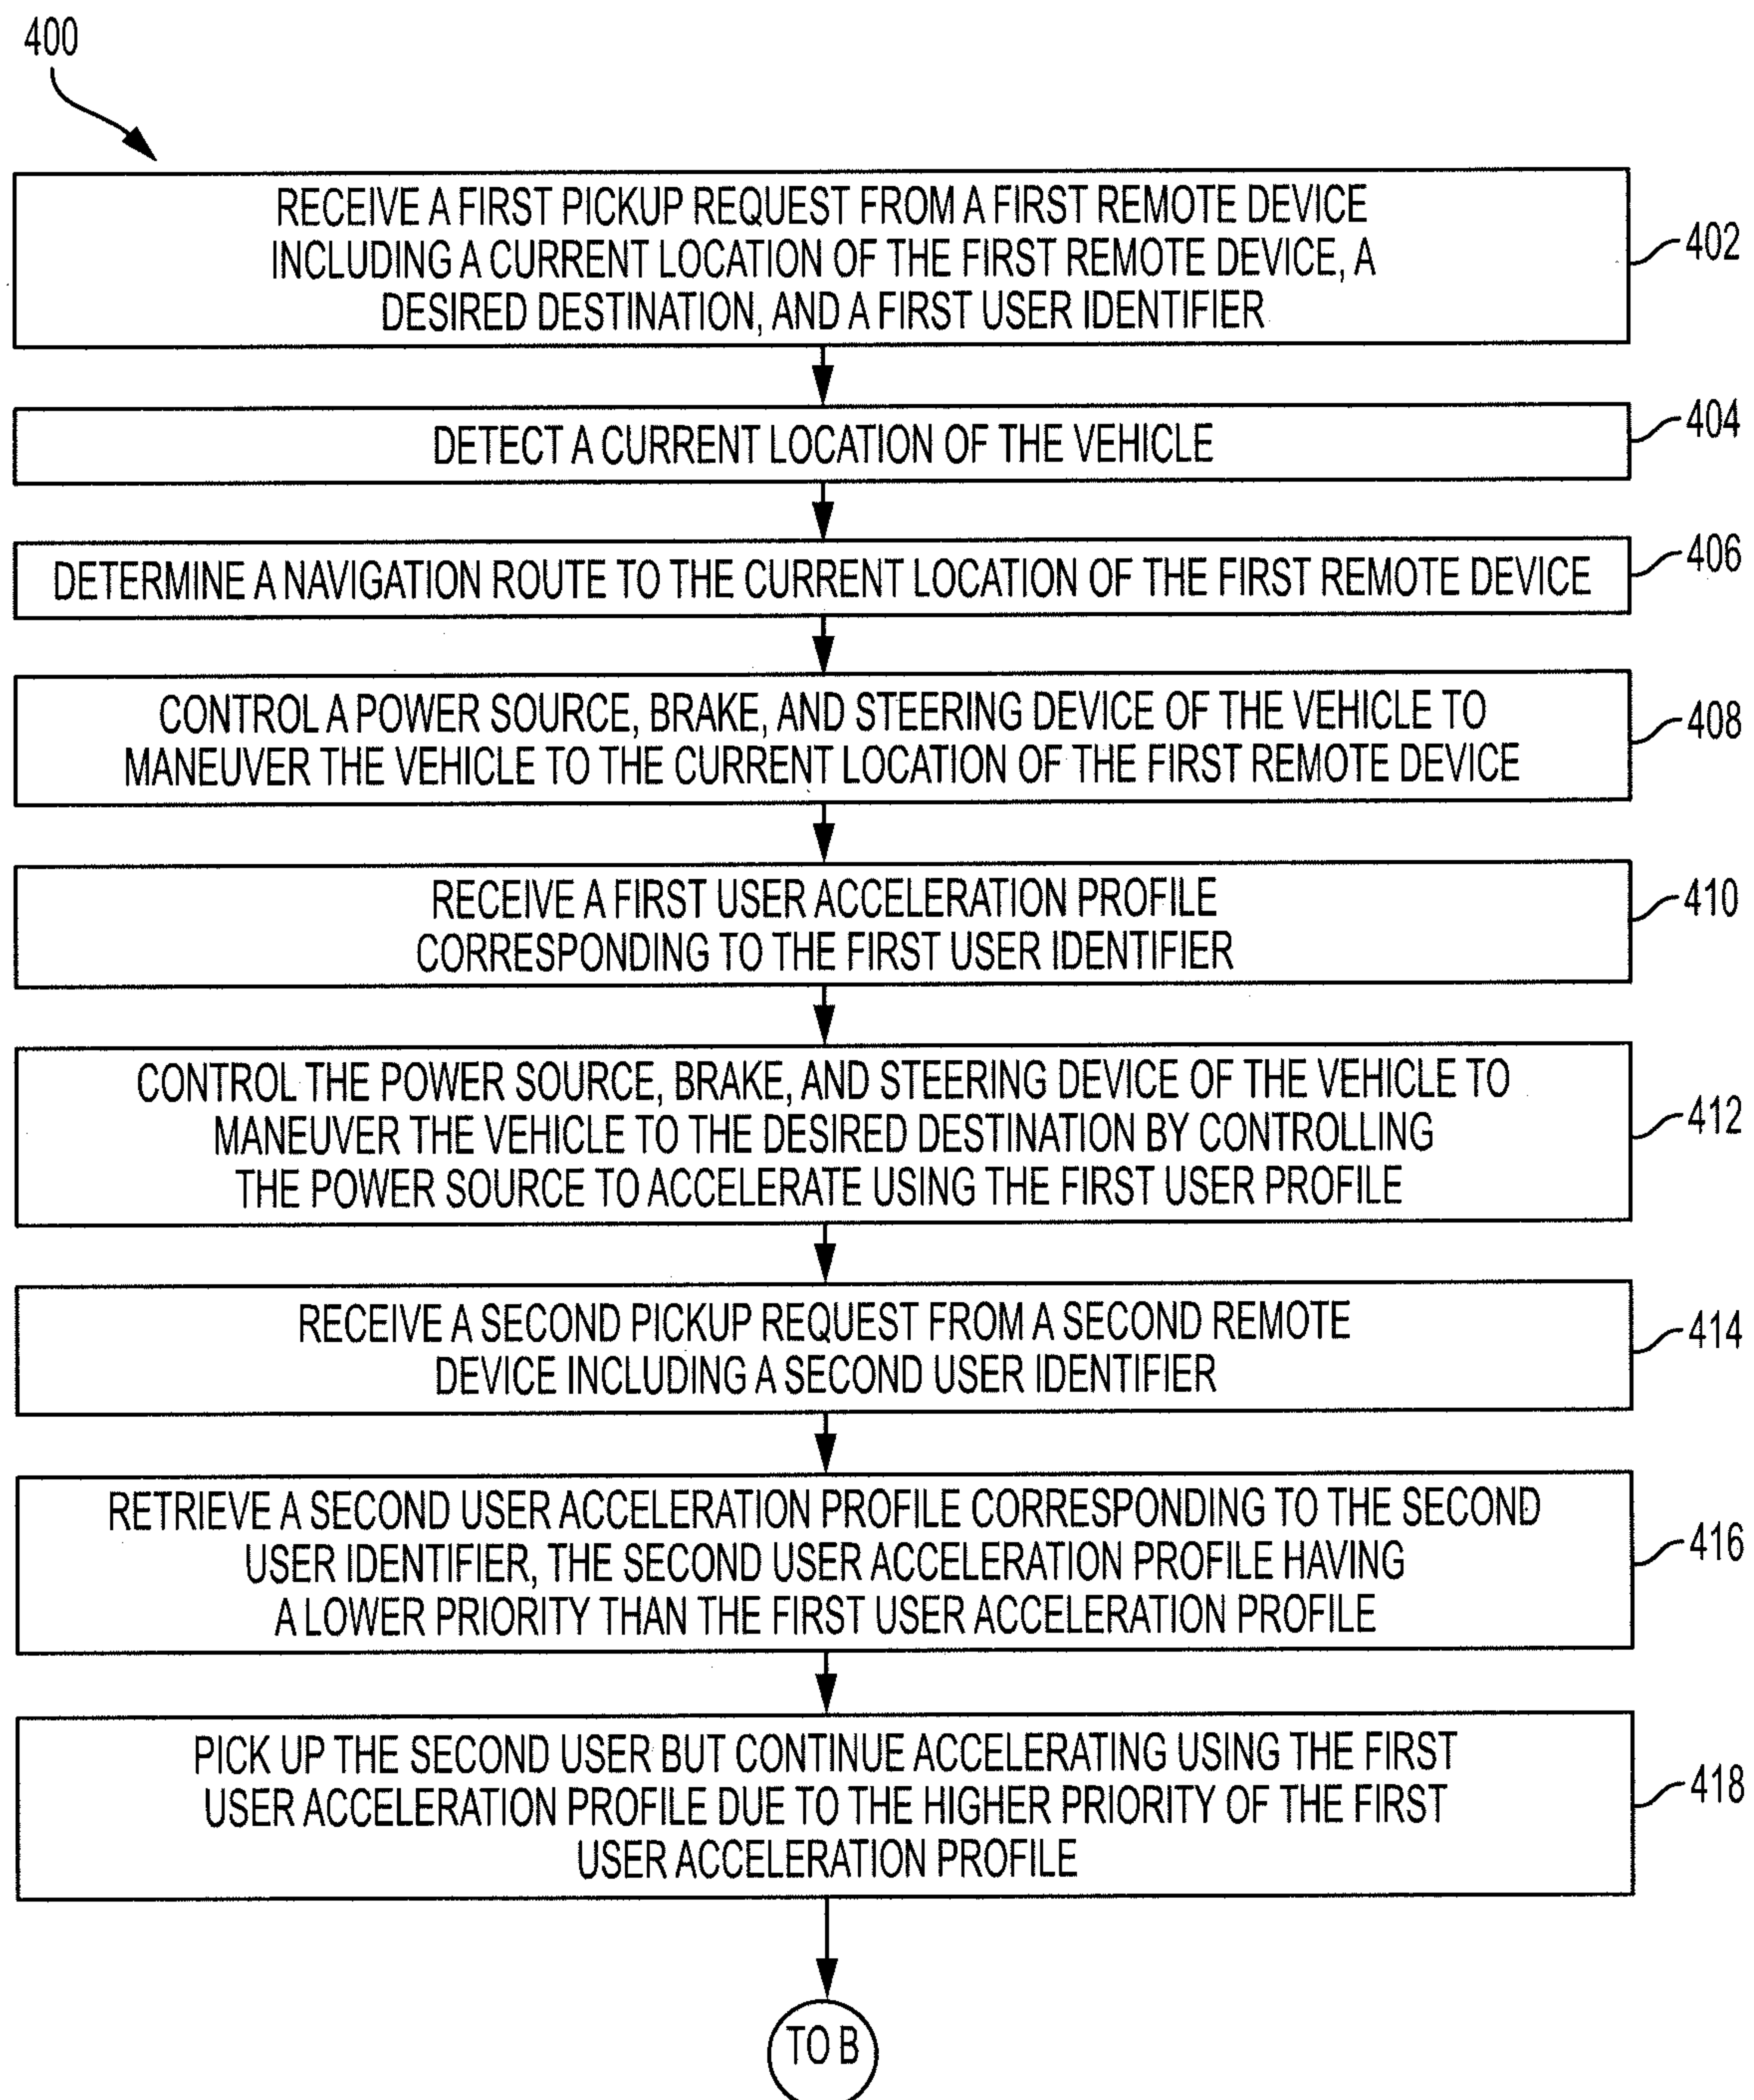 400
RECEIVE A FIRST PICKUP REQUEST FROM A FIRST REMOTE DEVICE
INCLUDING A CURRENT LOCATION OF THE FIRST REMOTE DEVICE, A
DESIRED DESTINATION, AND A FIRST USER IDENTIFIER
402
DETECT A CURRENT LOCATION OF THE VEHICLE
404
DETERMINE A NAVIGATION ROUTE TO THE CURRENT LOCATION OF THE FIRST REMOTE DEVICE
406
CONTROL A POWER SOURCE, BRAKE, AND STEERING DEVICE OF THE VEHICLE TO
MANEUVER THE VEHICLE TO THE CURRENT LOCATION OF THE FIRST REMOTE DEVICE
408
RECEIVE A FIRST USER ACCELERATION PROFILE
CORRESPONDING TO THE FIRST USER IDENTIFIER
410
CONTROL THE POWER SOURCE, BRAKE, AND STEERING DEVICE OF THE VEHICLE TO
MANEUVER THE VEHICLE TO THE DESIRED DESTINATION BY CONTROLLING
THE POWER SOURCE TO ACCELERATE USING THE FIRST USER PROFILE
412
RECEIVE A SECOND PICKUP REQUEST FROM A SECOND REMOTE
DEVICE INCLUDING A SECOND USER IDENTIFIER
414
RETRIEVE A SECOND USER ACCELERATION PROFILE CORRESPONDING TO THE SECOND
USER IDENTIFIER, THE SECOND USER ACCELERATION PROFILE HAVING
A LOWER PRIORITY THAN THE FIRST USER ACCELERATION PROFILE
416
PICK UP THE SECOND USER BUT CONTINUE ACCELERATING USING THE FIRST
USER ACCELERATION PROFILE DUE TO THE HIGHER PRIORITY OF THE FIRST
USER ACCELERATION PROFILE
418
TO B